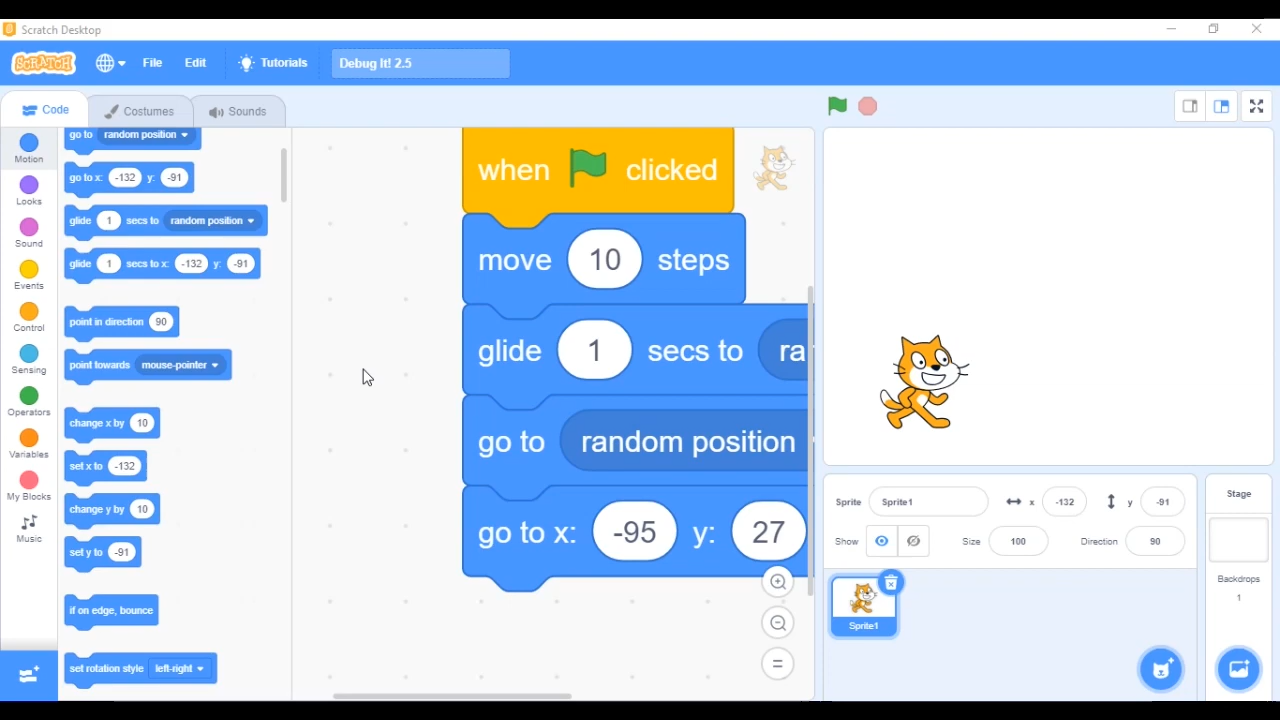 Scratch Desktop
SCRATCH File Edit Tutorials Debug It! 2.5
Code Costumes Sounds
Motion
Looks
Sound
Events
Control
Sensing
Operators
Variables
My Blocks
Music
go to random position
go to x: -132 y: -91
glide 1 secs to random position
glide 1 secs to x: -132 y: -91
point in direction 90
point towards mouse-pointer
change x by 10
set x to -132
change y by 10
set y to -91
if on edge, bounce
set rotation style left-right
when clicked
move 10 steps
glide 1 secs to ra
go to random position
go to x: -95 y: 27
Sprite Sprite1 x -132 y -91
Show Size 100 Direction 90
Sprite1
Stage
Backdrops
1